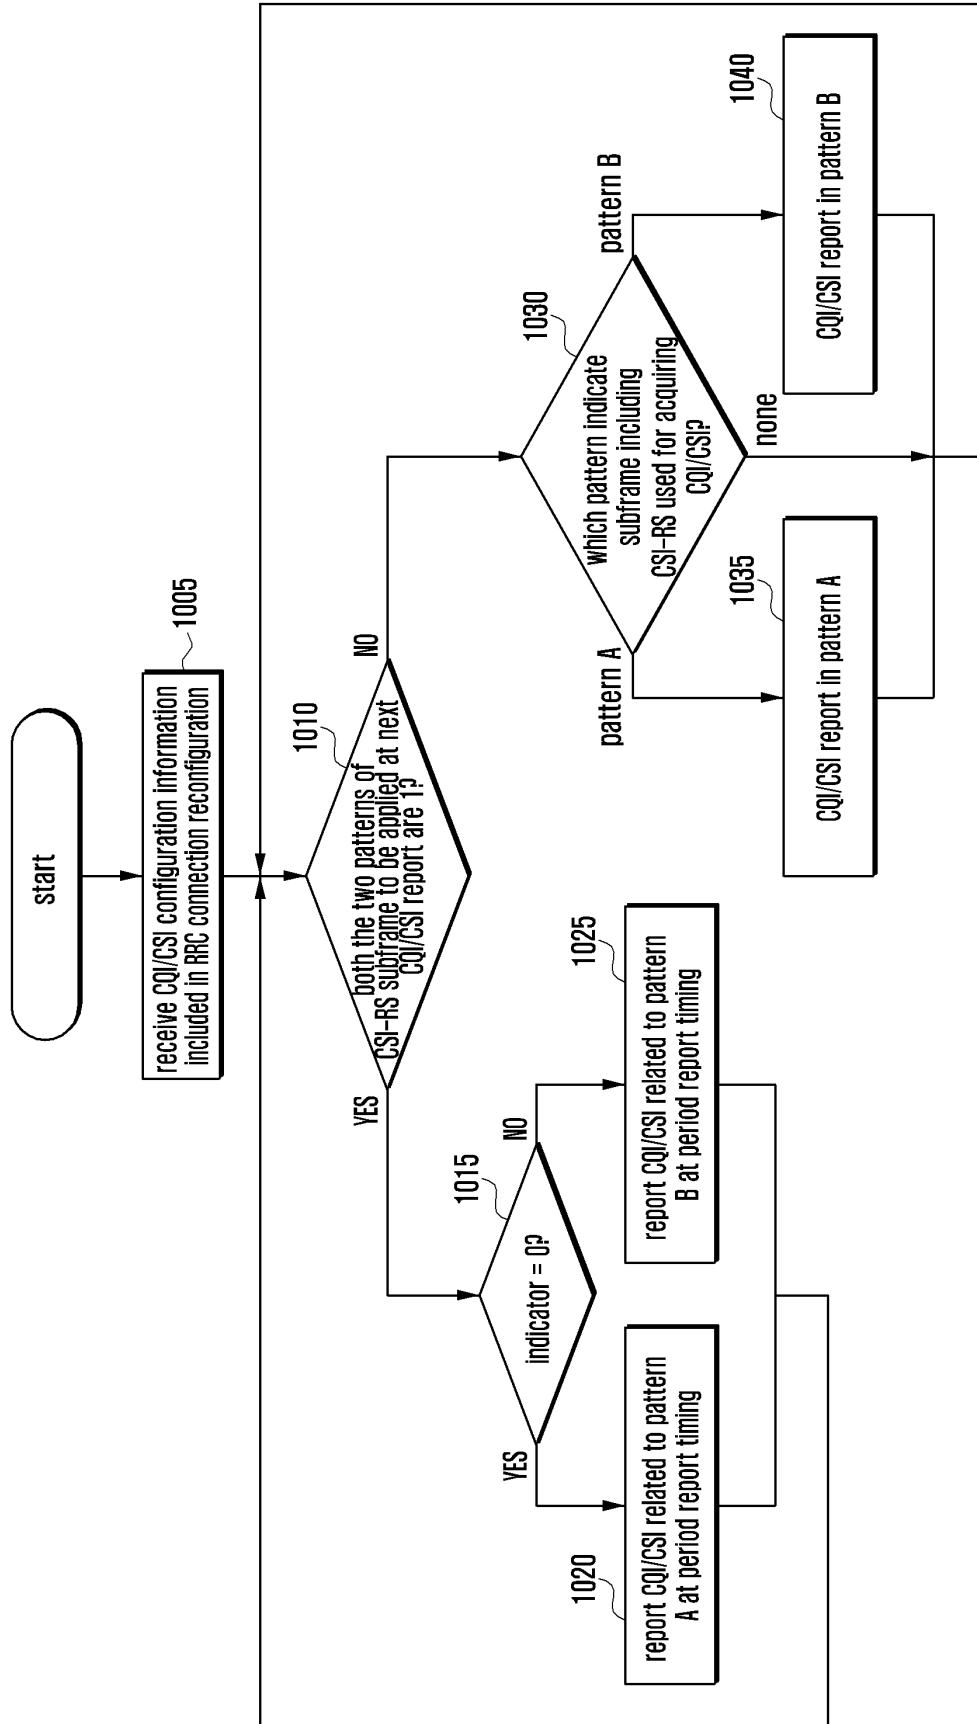 start
receive CQI/CSI configuration information
included in RRC connection reconfiguration
1005
both the two patterns of
CSI-RS subframe to be applied at next
CQI/CSI report are 1?
1010
YES
NO
indicator = 0?
1015
YES
NO
report CQI/CSI related to pattern
A at period report timing
1020
report CQI/CSI related to pattern
B at period report timing
1025
which pattern indicate
subframe including
CSI-RS used for acquiring
CQI/CSI?
1030
pattern A
pattern B
none
CQI/CSI report in pattern A
1035
CQI/CSI report in pattern B
1040